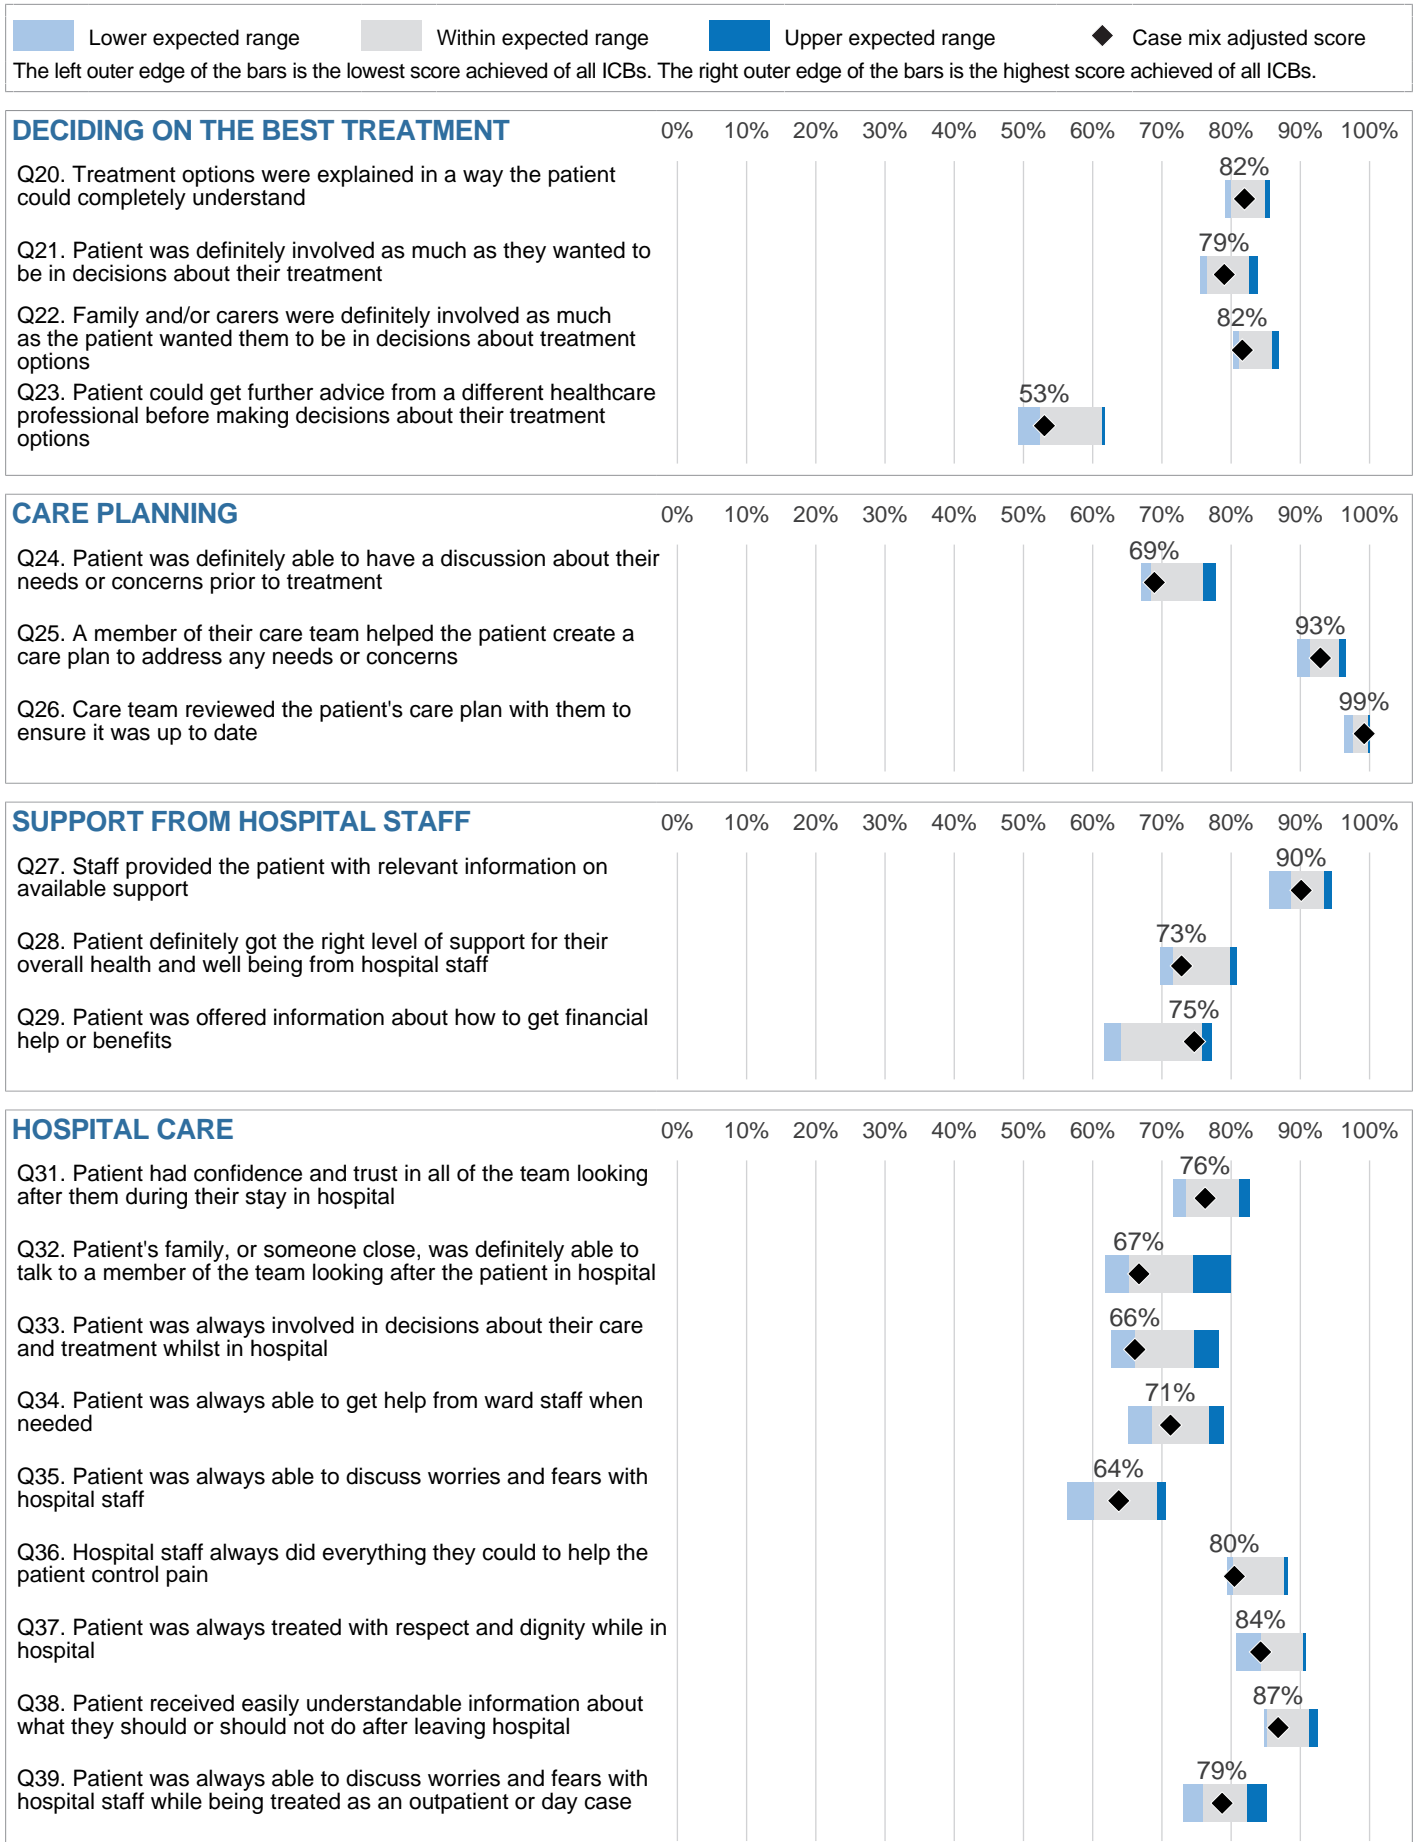 Lower expected range Within expected range Upper expected range Case mix adjusted score
The left outer edge of the bars is the lowest score achieved of all ICBs. The right outer edge of the bars is the highest score achieved of all ICBs.
DECIDING ON THE BEST TREATMENT 0% 10% 20% 30% 40% 50% 60% 70% 80% 90% 100%
Q20. Treatment options were explained in a way the patient
could completely understand
82%
Q21. Patient was definitely involved as much as they wanted to
be in decisions about their treatment
79%
Q22. Family and/or carers were definitely involved as much
as the patient wanted them to be in decisions about treatment
options
82%
Q23. Patient could get further advice from a different healthcare
professional before making decisions about their treatment
options
53%
CARE PLANNING 0% 10% 20% 30% 40% 50% 60% 70% 80% 90% 100%
Q24. Patient was definitely able to have a discussion about their
needs or concerns prior to treatment
69%
Q25. A member of their care team helped the patient create a
care plan to address any needs or concerns
93%
Q26. Care team reviewed the patient's care plan with them to
ensure it was up to date
99%
SUPPORT FROM HOSPITAL STAFF 0% 10% 20% 30% 40% 50% 60% 70% 80% 90% 100%
Q27. Staff provided the patient with relevant information on
available support
90%
Q28. Patient definitely got the right level of support for their
overall health and well being from hospital staff
73%
Q29. Patient was offered information about how to get financial
help or benefits
75%
HOSPITAL CARE 0% 10% 20% 30% 40% 50% 60% 70% 80% 90% 100%
Q31. Patient had confidence and trust in all of the team looking
after them during their stay in hospital
76%
Q32. Patient's family, or someone close, was definitely able to
talk to a member of the team looking after the patient in hospital
67%
Q33. Patient was always involved in decisions about their care
and treatment whilst in hospital
66%
Q34. Patient was always able to get help from ward staff when
needed
71%
Q35. Patient was always able to discuss worries and fears with
hospital staff
64%
Q36. Hospital staff always did everything they could to help the
patient control pain
80%
Q37. Patient was always treated with respect and dignity while in
hospital
84%
Q38. Patient received easily understandable information about
what they should or should not do after leaving hospital
87%
Q39. Patient was always able to discuss worries and fears with
hospital staff while being treated as an outpatient or day case
79%